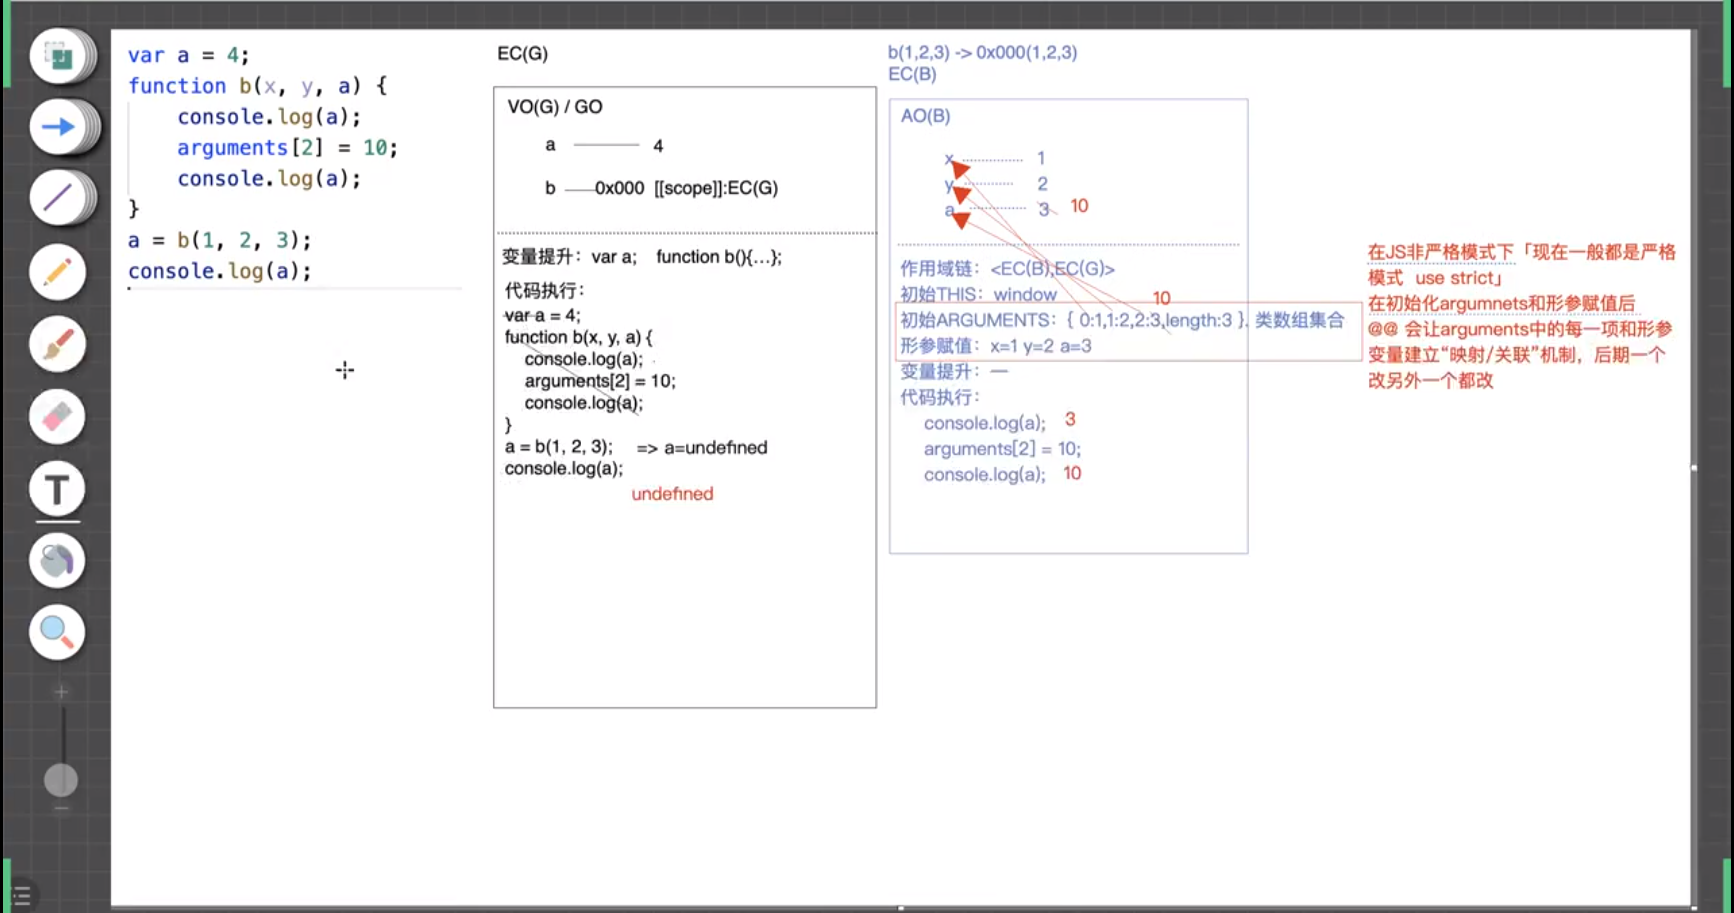 var a = 4;
function b(x, y, a) {
console.log(a);
arguments[2] = 10;
console.log(a);
}
a = b(1, 2, 3);
console.log(a);
EC(G)
VO(G) / GO
a 4
b 0x000 [[scope]]:EC(G)
变量提升：var a; function b(){...};
代码执行：
var a = 4;
function b(x, y, a) {
console.log(a);
arguments[2] = 10;
console.log(a);
}
a = b(1, 2, 3); => a=undefined
console.log(a);
undefined
b(1,2,3) -> 0x000(1,2,3)
EC(B)
AO(B)
x 1
y 2
a 3 10
作用域链：<EC(B),EC(G)>
初始THIS：window
10
初始ARGUMENTS：{ 0:1,1:2,2:3,length:3 }. 类数组集合
形参赋值：x=1 y=2 a=3
变量提升：—
代码执行：
console.log(a); 3
arguments[2] = 10;
console.log(a); 10
在JS非严格模式下「现在一般都是严格
模式 use strict」
在初始化argumnets和形参赋值后
@@ 会让arguments中的每一项和形参
变量建立“映射/关联”机制，后期一个
改另外一个都改
T